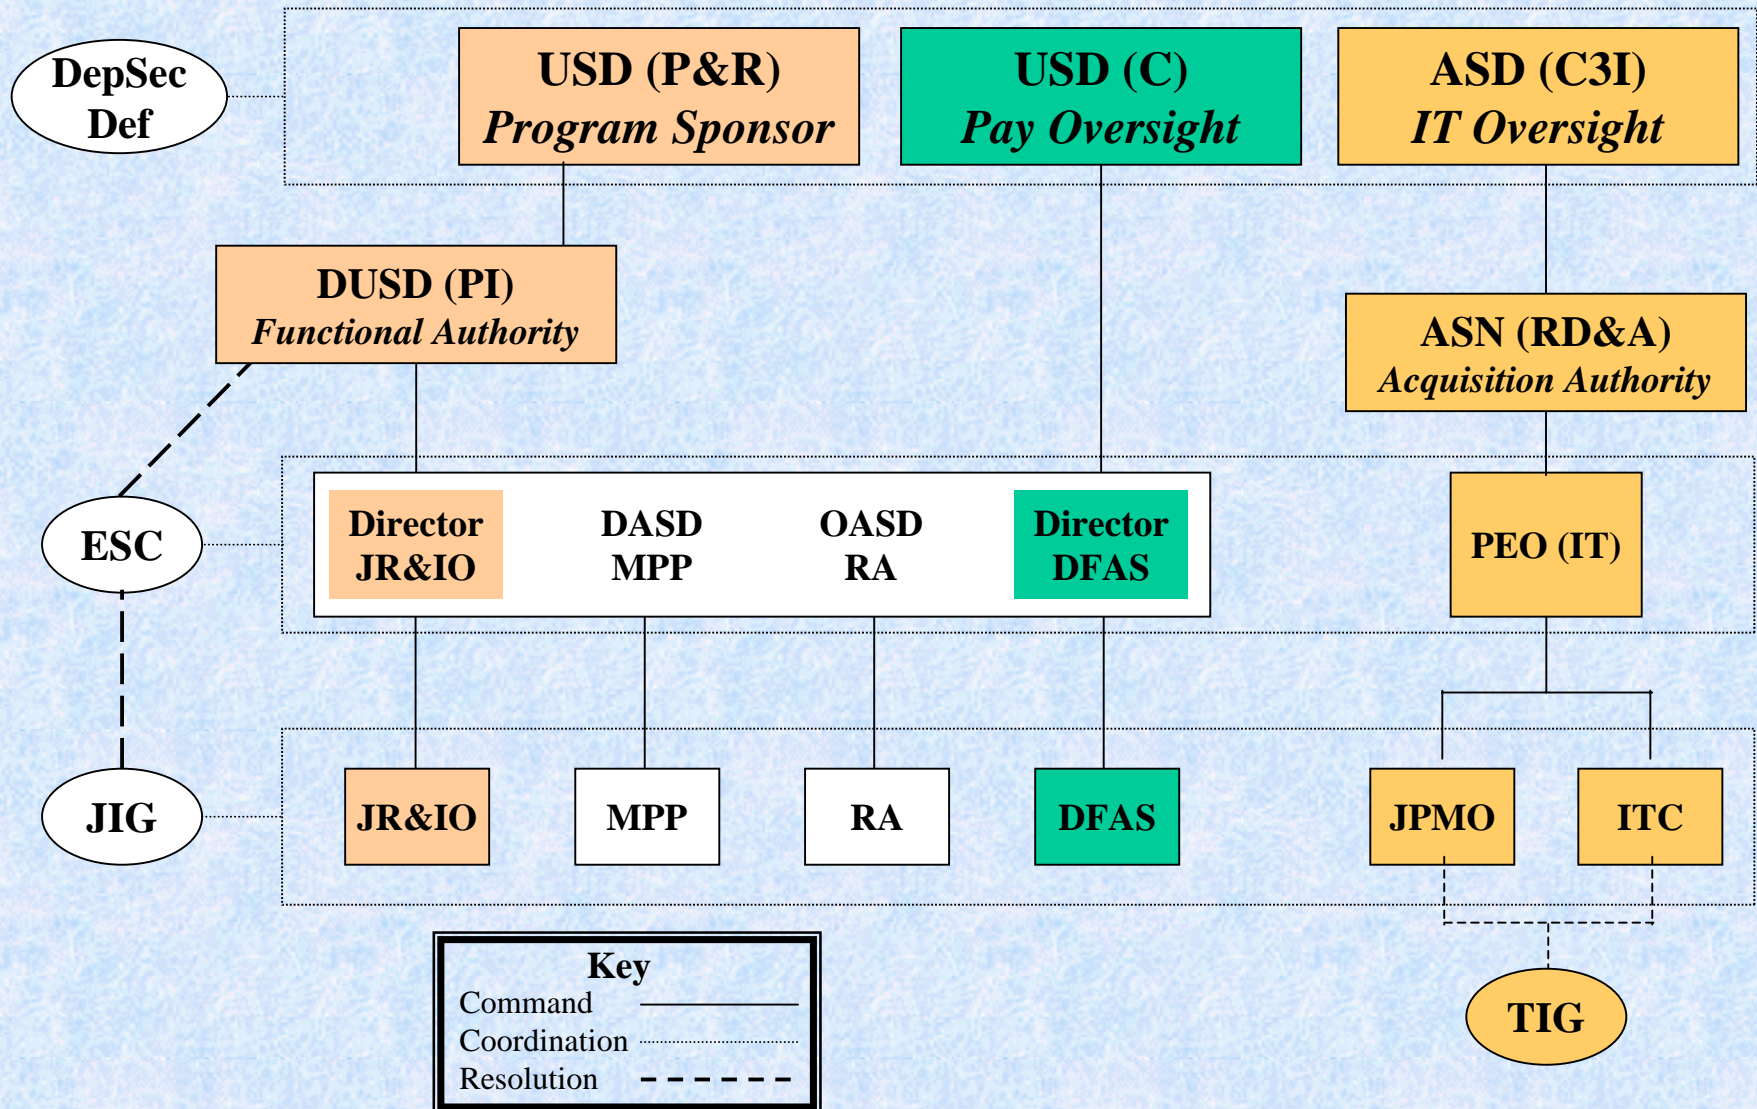 DepSec
Def
USD (P&R)
Program Sponsor
USD (C)
Pay Oversight
ASD (C3I)
IT Oversight
DUSD (PI)
Functional Authority
ASN (RD&A)
Acquisition Authority
ESC
Director
JR&IO
DASD
MPP
OASD
RA
Director
DFAS
PEO (IT)
JIG
JR&IO
MPP
RA
DFAS
JPMO
ITC
Key
Command
Coordination
Resolution
TIG